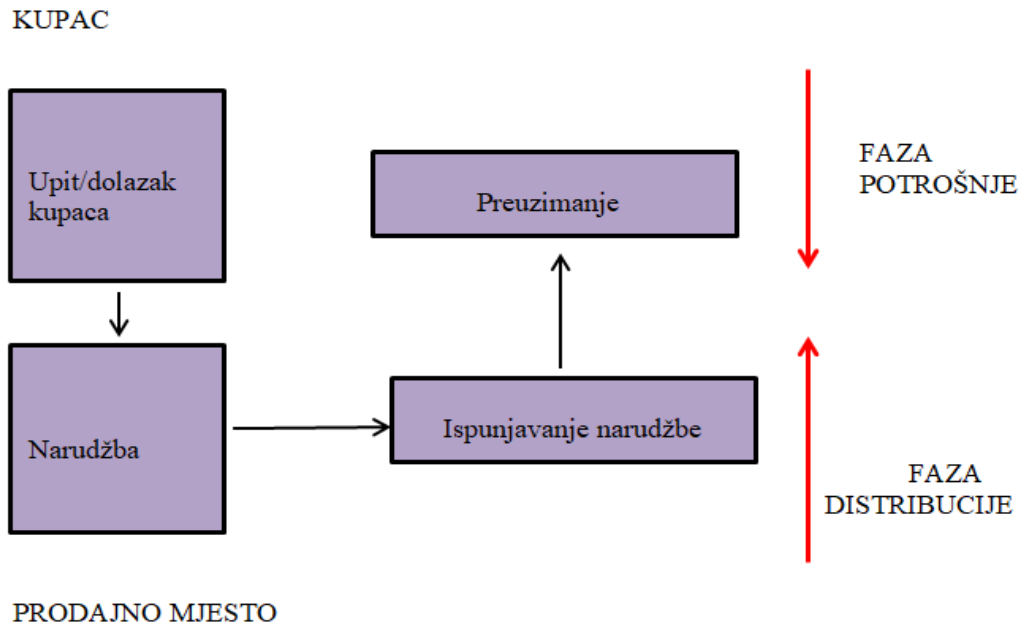 KUPAC
Upit/dolazak
kupaca
Preuzimanje
FAZA
POTROŠNJE
Narudžba
Ispunjavanje narudžbe
FAZA
DISTRIBUCIJE
PRODAJNO MJESTO